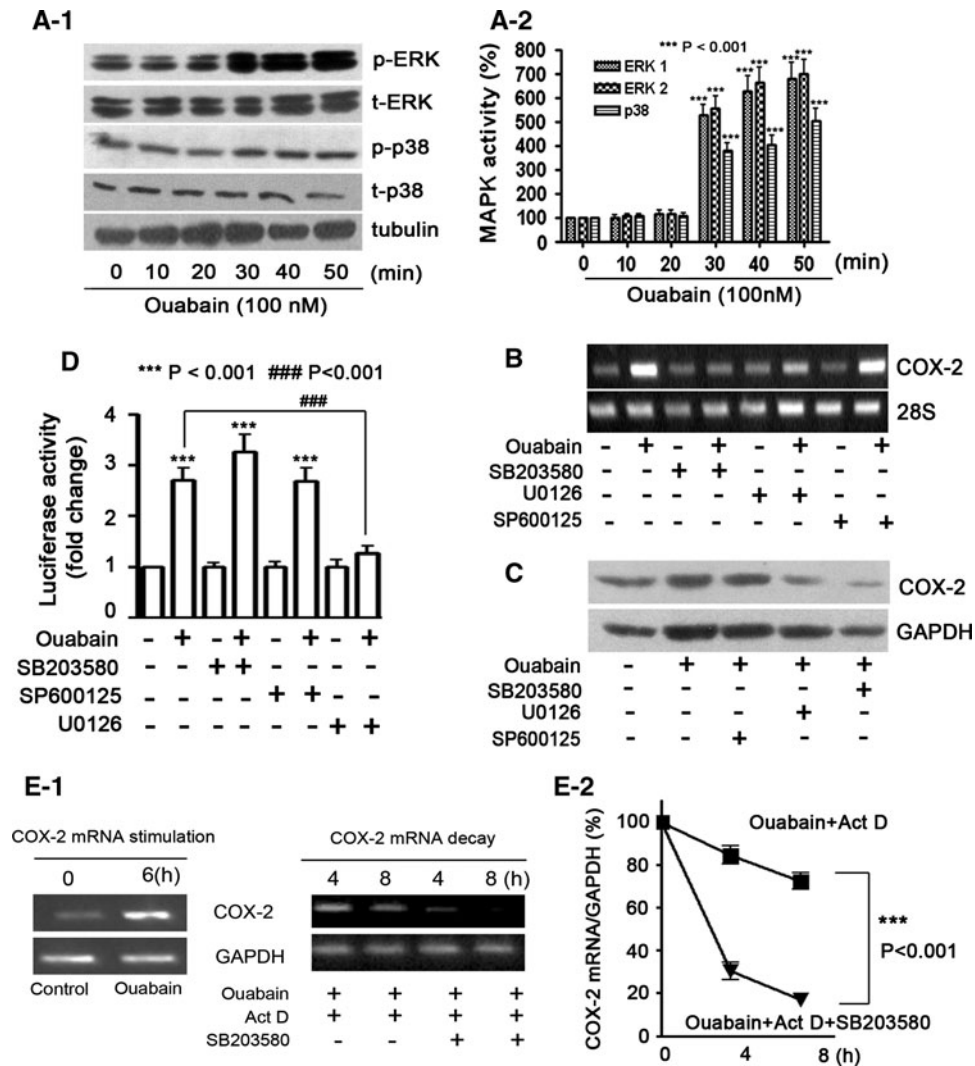 A-1
p-ERK
t-ERK
p-p38
t-p38
tubulin
0 10 20 30 40 50 (min)
Ouabain (100 nM)
A-2
*** P < 0.001
ERK 1
ERK 2
p38
MAPK activity (%)
800
700
600
500
400
300
200
100
0
*** *** *** *** *** *** *** *** ***
0 10 20 30 40 50 (min)
Ouabain (100nM)
D
*** P < 0.001 ### P<0.001
###
*** *** ***
Luciferase activity
(fold change)
4
3
2
1
0
Ouabain - + - + - + - +
SB203580 - - + + - - - -
SP600125 - - - - + + - -
U0126 - - - - - - + +
B
COX-2
28S
Ouabain - + - + - + - +
SB203580 - - + + - - - -
U0126 - - - - + + - -
SP600125 - - - - - - + +
C
COX-2
GAPDH
Ouabain - + + + +
SB203580 - - - - +
U0126 - - - + -
SP600125 - - + - -
E-1
COX-2 mRNA stimulation
0 6(h)
COX-2
GAPDH
Control Ouabain
COX-2 mRNA decay
4 8 4 8 (h)
Ouabain + + + +
Act D + + + +
SB203580 - - + +
E-2
COX-2 mRNA/GAPDH (%)
100
80
60
40
20
0
Ouabain+Act D
***
P<0.001
Ouabain+Act D+SB203580
0 4 8 (h)